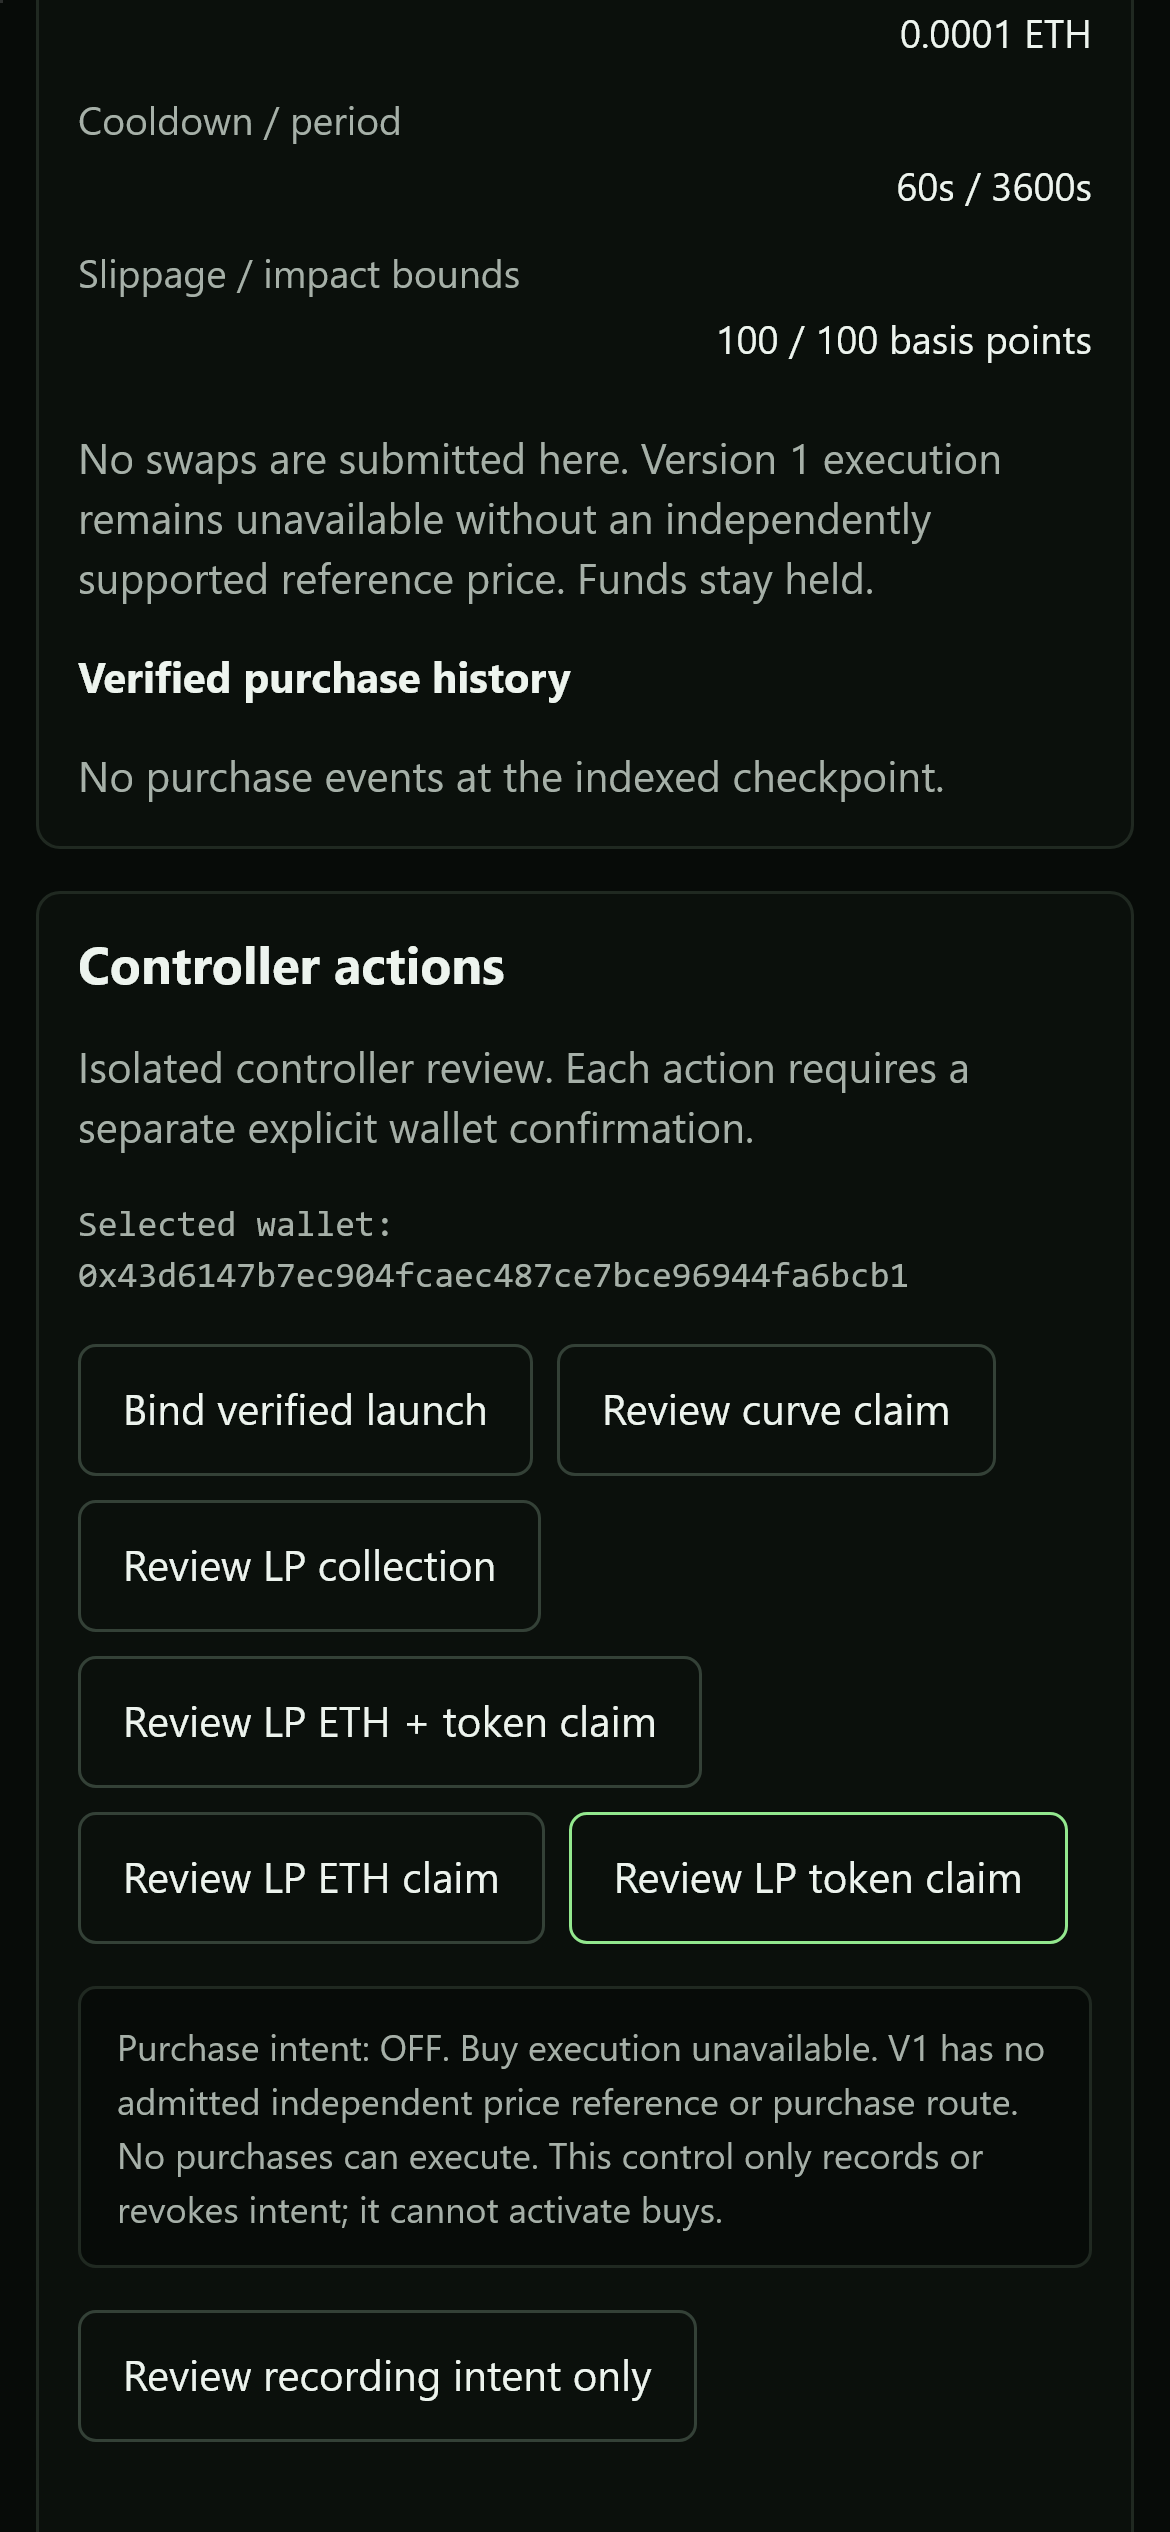 0.0001 ETH
Cooldown / period
60s / 3600s
Slippage / impact bounds
100 / 100 basis points
No swaps are submitted here. Version 1 execution
remains unavailable without an independently
supported reference price. Funds stay held.
Verified purchase history
No purchase events at the indexed checkpoint.
Controller actions
Isolated controller review. Each action requires a
separate explicit wallet confirmation.
Selected wallet:
0x43d6147b7ec904fcaec487ce7bce96944fa6bcb1
Bind verified launch
Review curve claim
Review LP collection
Review LP ETH + token claim
Review LP ETH claim
Review LP token claim
Purchase intent: OFF. Buy execution unavailable. V1 has no
admitted independent price reference or purchase route.
No purchases can execute. This control only records or
revokes intent; it cannot activate buys.
Review recording intent only